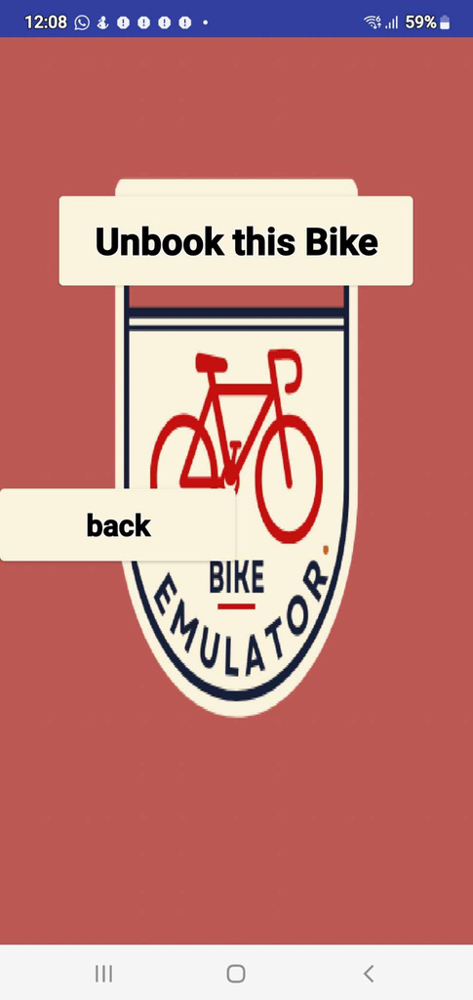 12:08
59%
Unbook this Bike
back
BIKE
EMULATOR